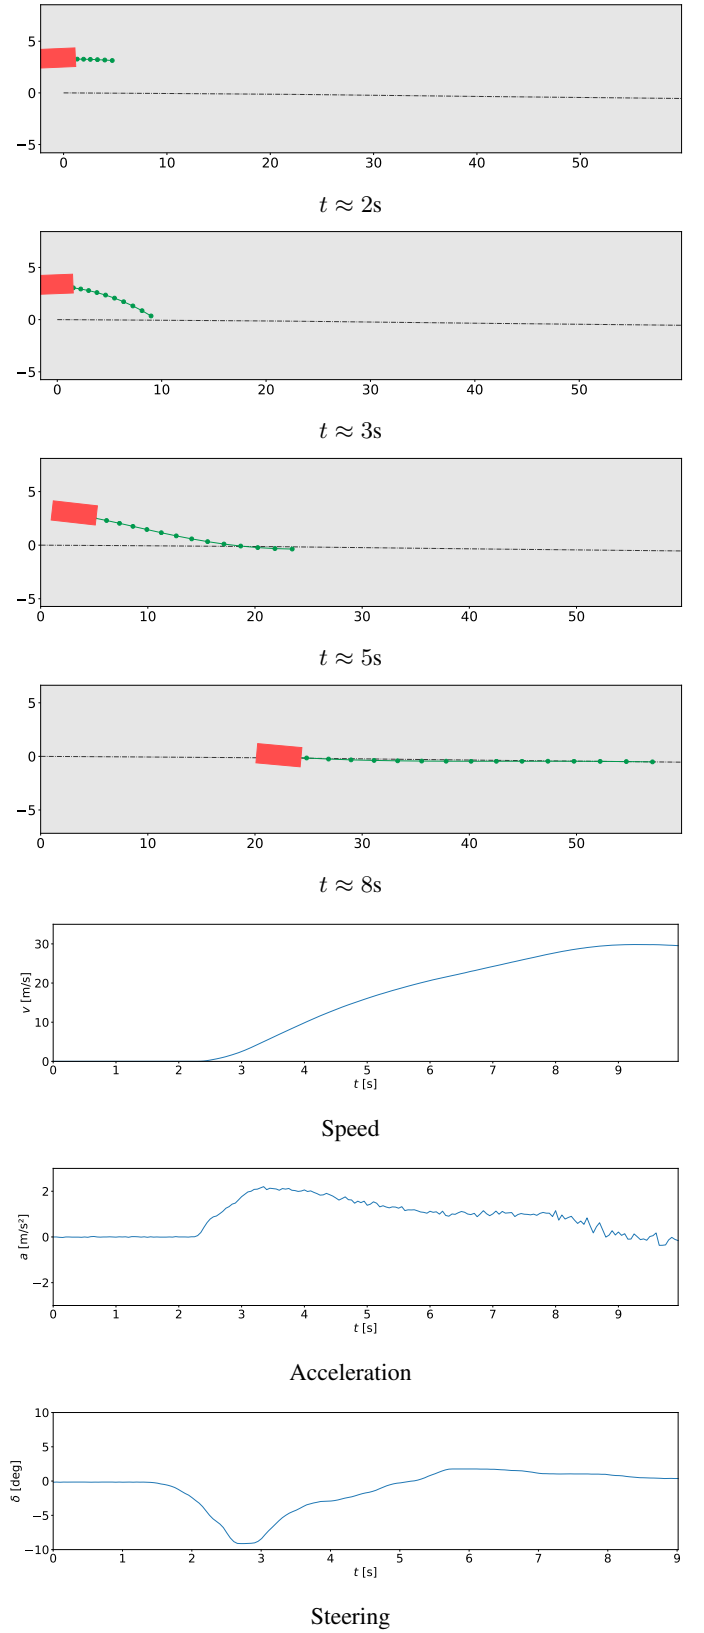 5
0
−5
0 10 20 30 40 50
t ≈ 2s
5
0
−5
0 10 20 30 40 50
t ≈ 3s
5
0
−5
0 10 20 30 40 50
t ≈ 5s
5
0
−5
0 10 20 30 40 50
t ≈ 8s
30
20
10
0
v [m/s]
0 1 2 3 4 5 6 7 8 9
t [s]
Speed
2
0
−2
a [m/s²]
0 1 2 3 4 5 6 7 8 9
t [s]
Acceleration
10
5
0
−5
−10
δ [deg]
0 1 2 3 4 5 6 7 8 9
t [s]
Steering